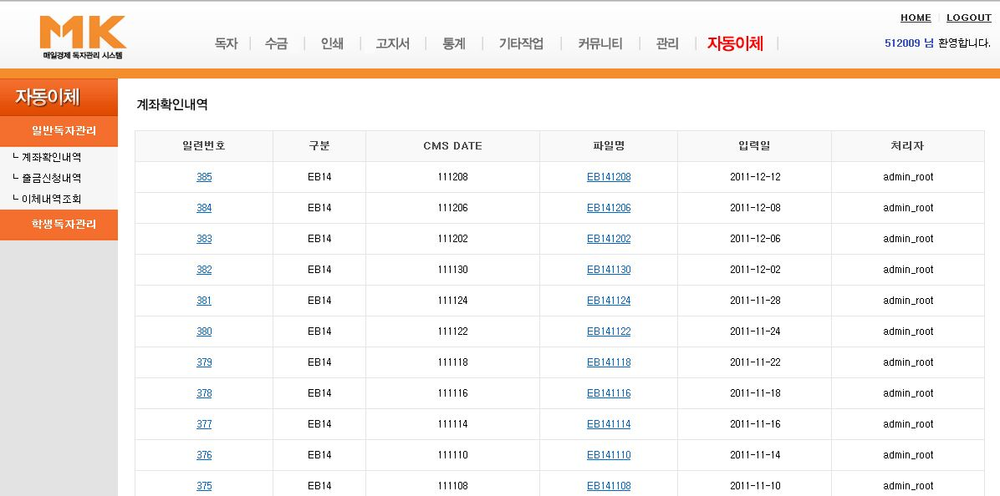 HOME LOGOUT
MK
매일경제 독자관리 시스템
독자 수금 인쇄 고지서 통계 기타작업 커뮤니티 관리 자동이체
512009 님 환영합니다.
자동이체
일반독자관리
└ 계좌확인내역
└ 출금신청내역
└ 이체내역조회
학생독자관리
계좌확인내역
일련번호 구분 CMS DATE 파일명 입력일 처리자
385 EB14 111208 EB141208 2011-12-12 admin_root
384 EB14 111206 EB141206 2011-12-08 admin_root
383 EB14 111202 EB141202 2011-12-06 admin_root
382 EB14 111130 EB141130 2011-12-02 admin_root
381 EB14 111124 EB141124 2011-11-28 admin_root
380 EB14 111122 EB141122 2011-11-24 admin_root
379 EB14 111118 EB141118 2011-11-22 admin_root
378 EB14 111116 EB141116 2011-11-18 admin_root
377 EB14 111114 EB141114 2011-11-16 admin_root
376 EB14 111110 EB141110 2011-11-14 admin_root
375 EB14 111108 EB141108 2011-11-10 admin_root